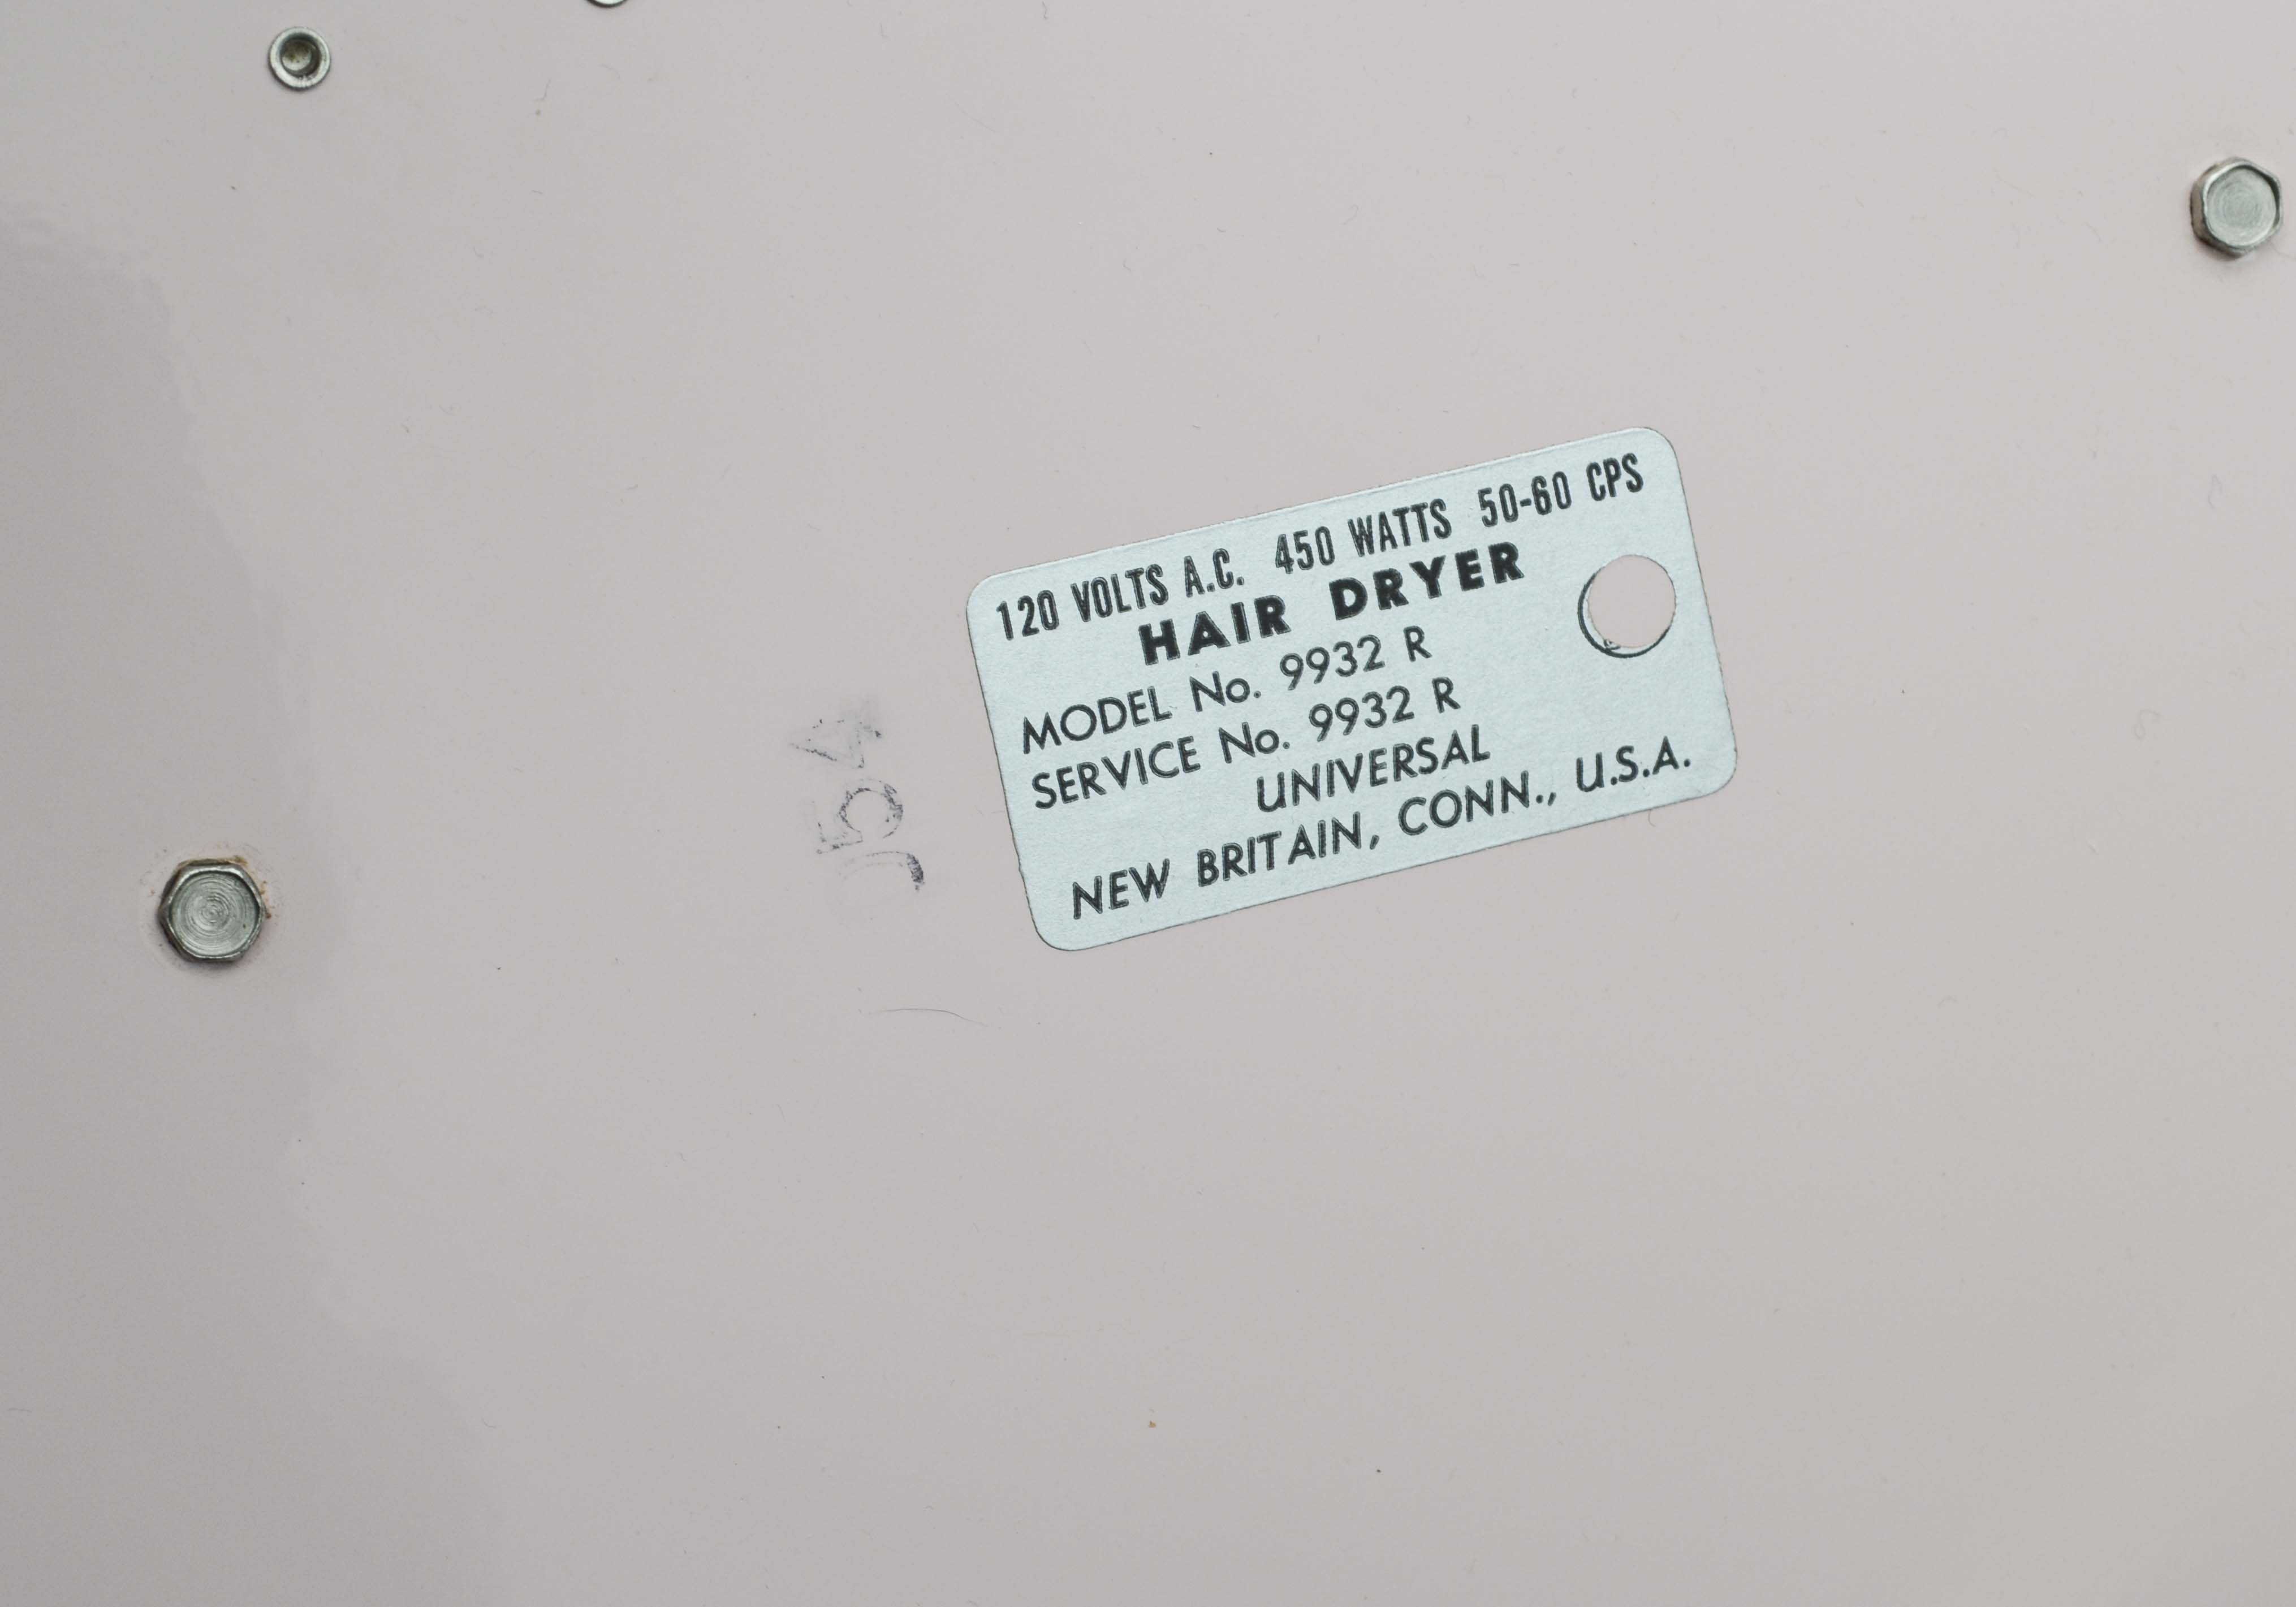 120 VOLTS A.C. 450 WATTS 50-60 CPS
HAIR DRYER
MODEL No. 9932 R
SERVICE No. 9932 R
UNIVERSAL
NEW BRITAIN, CONN., U.S.A.
J54